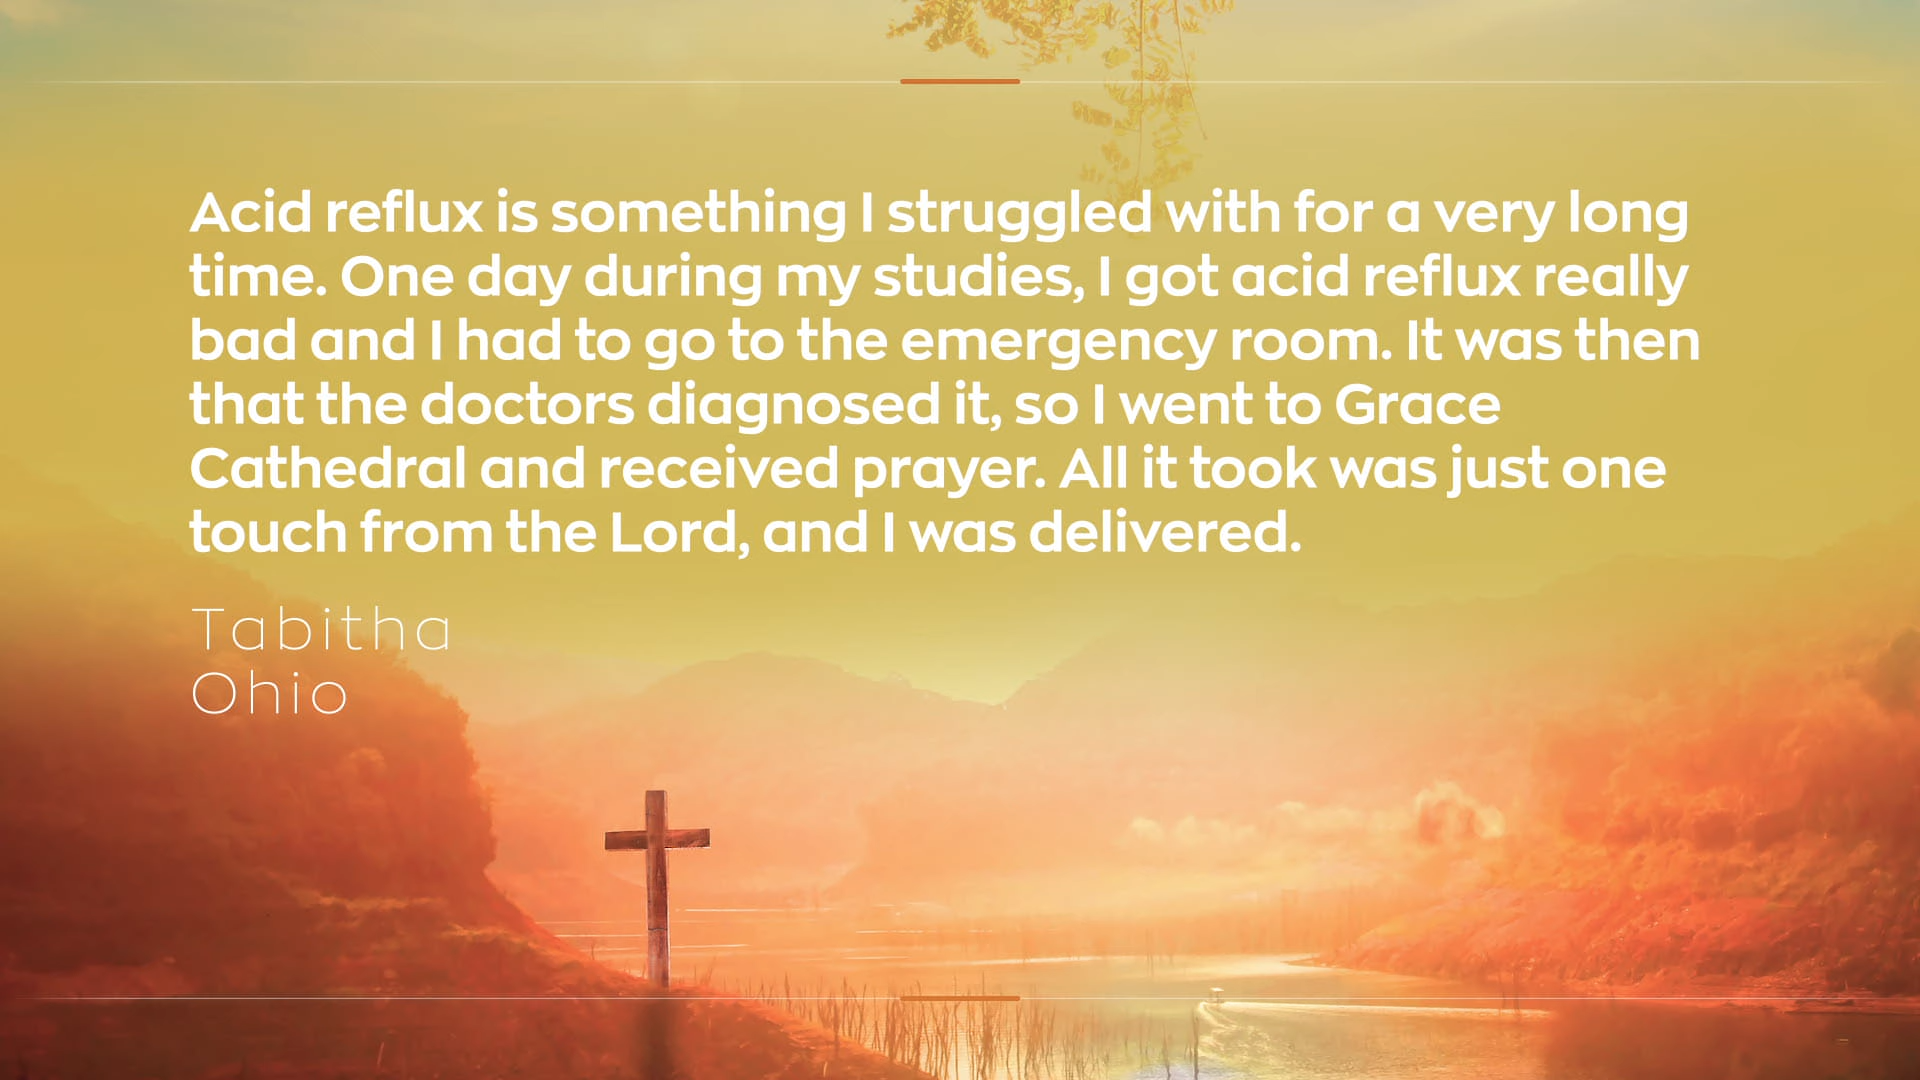 Acid reflux is something I struggled with for a very long
time. One day during my studies, I got acid reflux really
bad and I had to go to the emergency room. It was then
that the doctors diagnosed it, so I went to Grace
Cathedral and received prayer. All it took was just one
touch from the Lord, and I was delivered.
Tabitha
Ohio